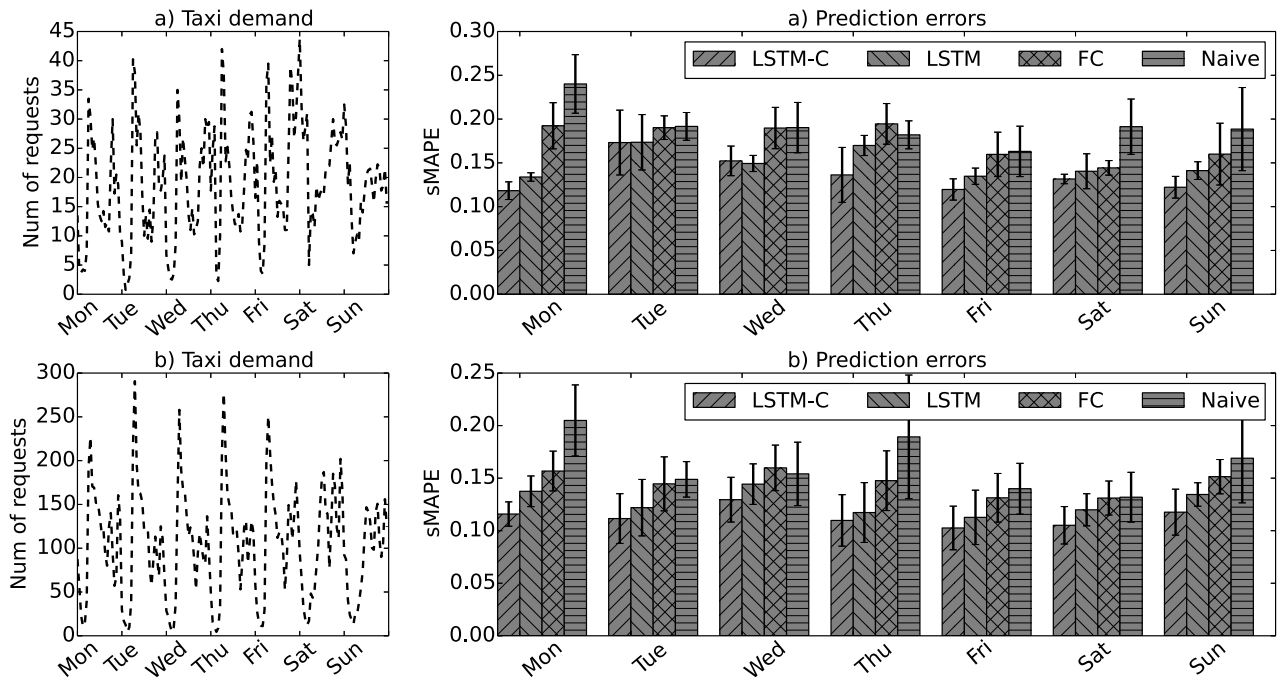 a) Taxi demand
Num of requests
45
40
35
30
25
20
15
10
5
0
Mon Tue Wed Thu Fri Sat Sun
a) Prediction errors
sMAPE
0.30
0.25
0.20
0.15
0.10
0.05
0.00
LSTM-C LSTM FC Naive
Mon Tue Wed Thu Fri Sat Sun
b) Taxi demand
Num of requests
300
250
200
150
100
50
0
Mon Tue Wed Thu Fri Sat Sun
b) Prediction errors
sMAPE
0.25
0.20
0.15
0.10
0.05
0.00
LSTM-C LSTM FC Naive
Mon Tue Wed Thu Fri Sat Sun